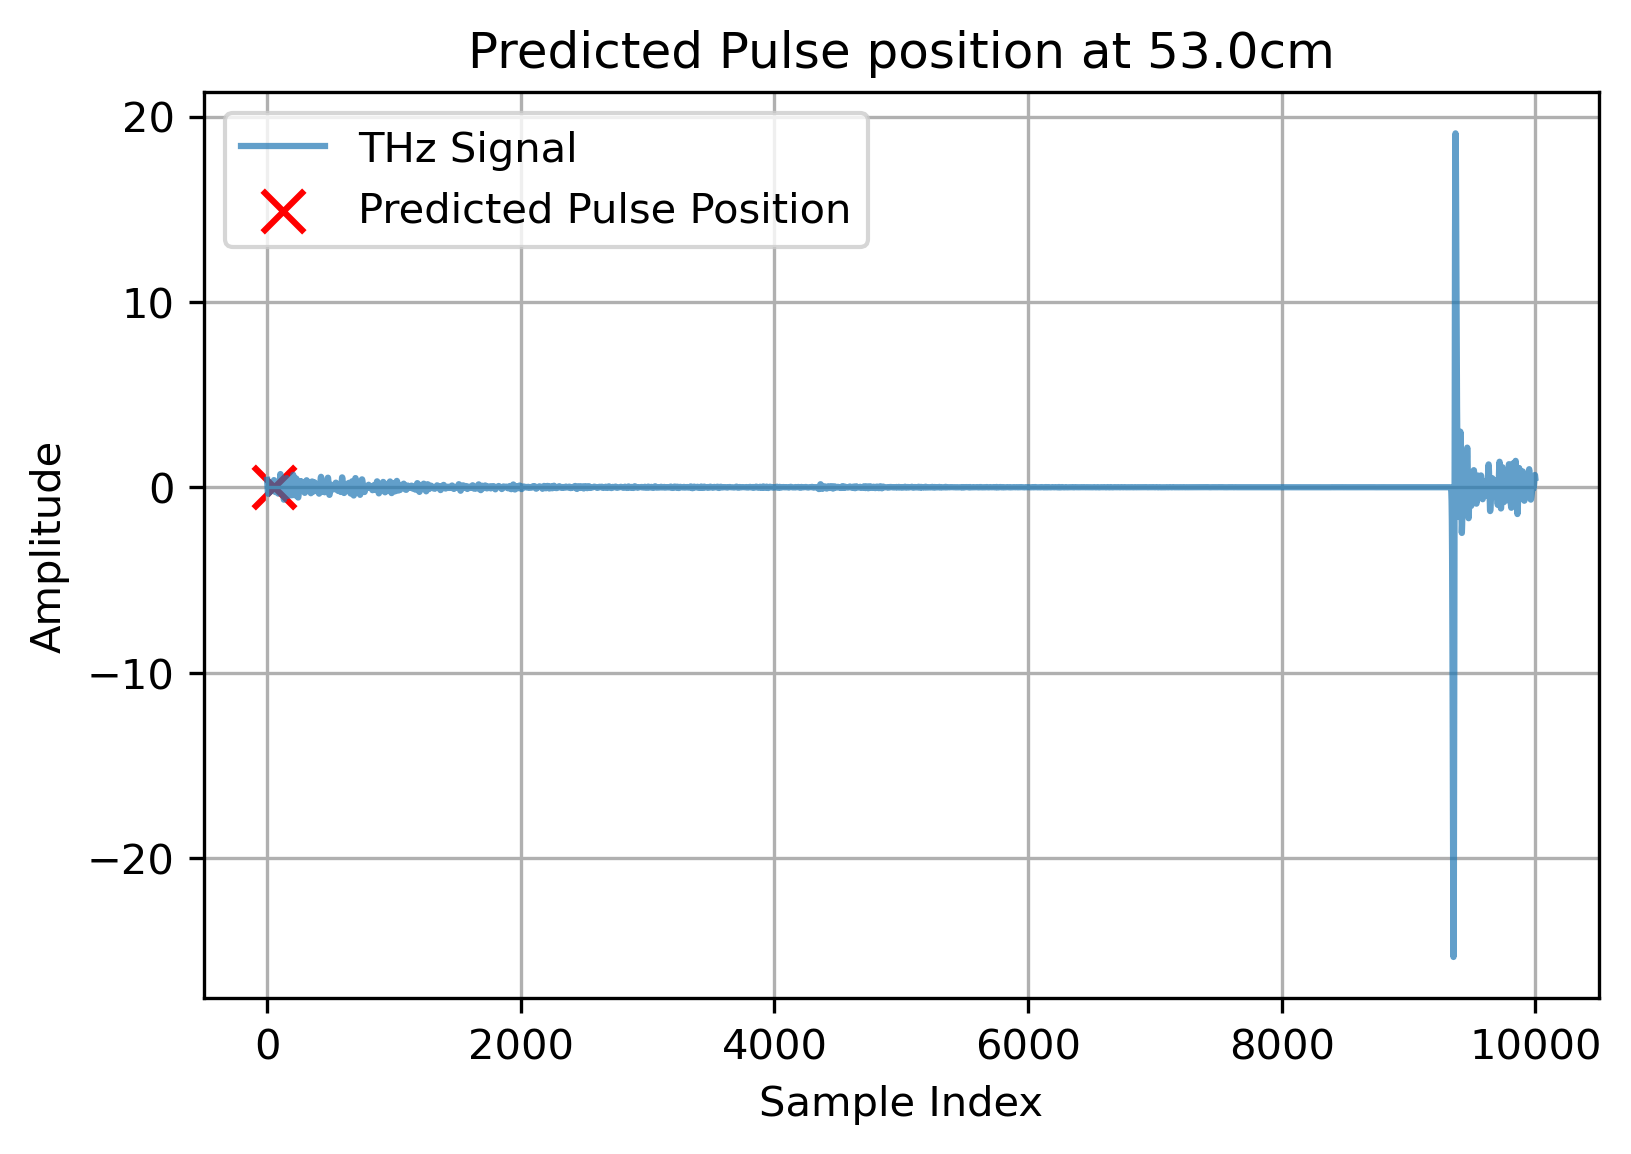 Predicted Pulse position at 53.0cm
THz Signal
Predicted Pulse Position
20
10
0
−10
−20
Amplitude
0 2000 4000 6000 8000 10000
Sample Index